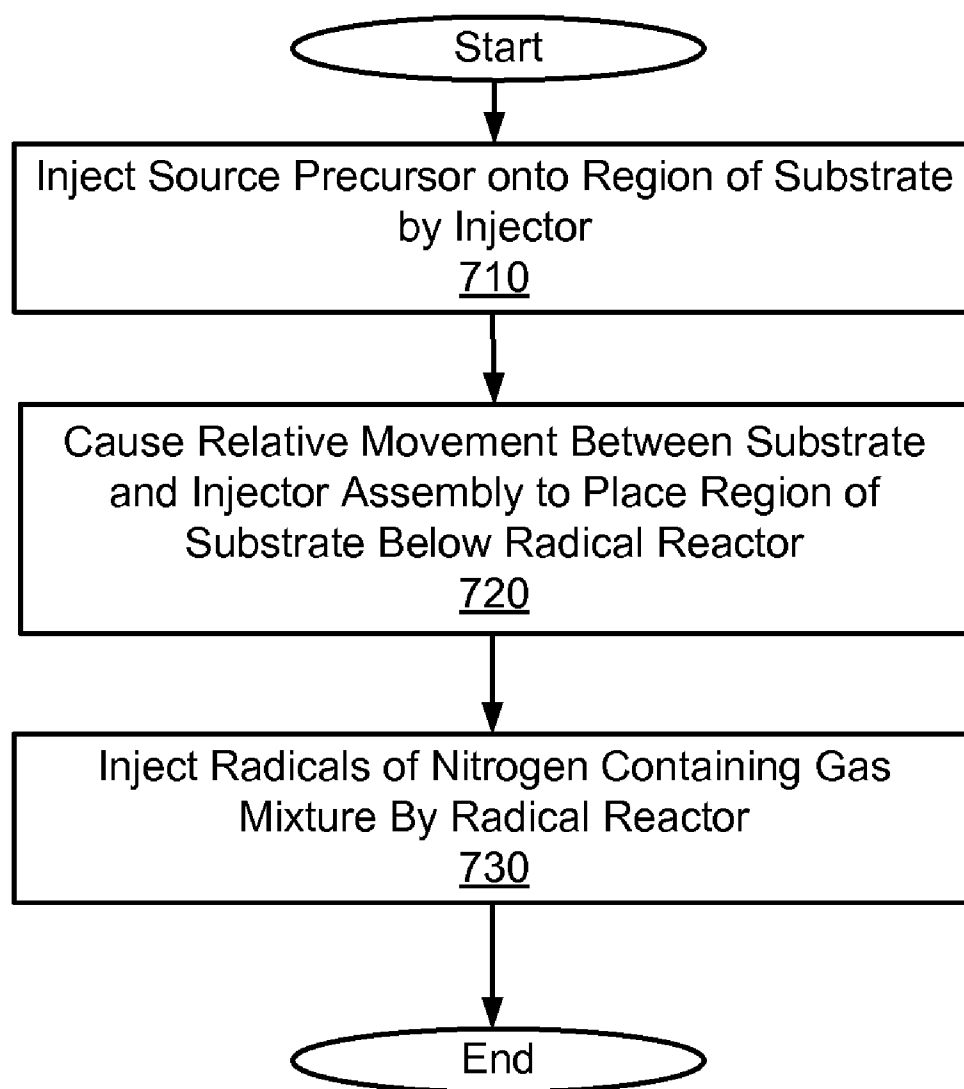 Start
Inject Source Precursor onto Region of Substrate
by Injector
710
Cause Relative Movement Between Substrate
and Injector Assembly to Place Region of
Substrate Below Radical Reactor
720
Inject Radicals of Nitrogen Containing Gas
Mixture By Radical Reactor
730
End